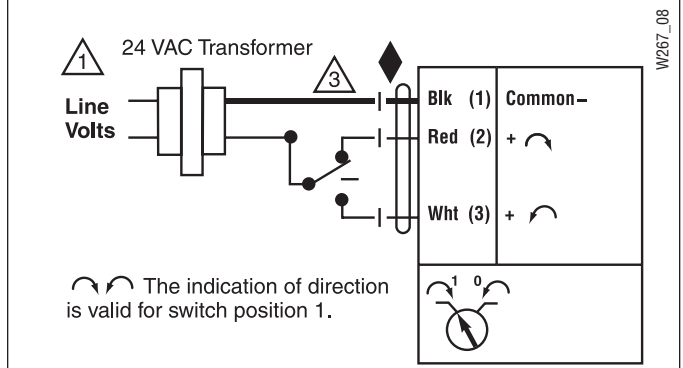 W267_08
1
24 VAC Transformer
3
Line
Volts
Blk (1) Common–
Red (2) +
Wht (3) +
The indication of direction
is valid for switch position 1.
1 0